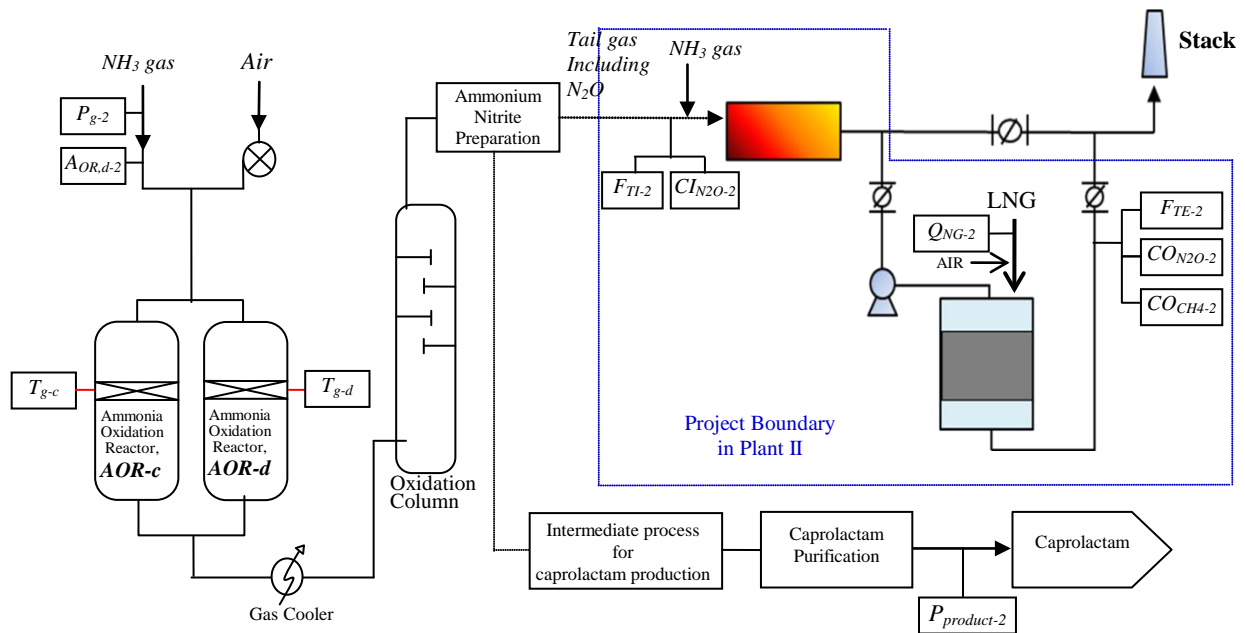 NH3 gas
Air
Pg-2
AOR,d-2
Tg-c
Tg-d
Ammonia
Oxidation
Reactor,
AOR-c
Ammonia
Oxidation
Reactor,
AOR-d
Gas Cooler
Oxidation
Column
Ammonium
Nitrite
Preparation
Tail gas
Including
N2O
NH3 gas
FTI-2
CIN2O-2
Stack
LNG
QNG-2
AIR
FTE-2
CON2O-2
COCH4-2
Project Boundary
in Plant II
Intermediate process
for
caprolactam production
Caprolactam
Purification
Caprolactam
Pproduct-2